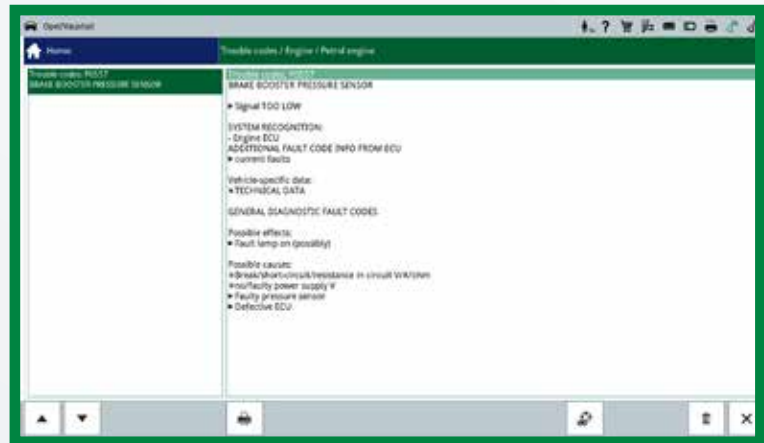 Opel/Vauxhall
Home
Trouble codes / Engine / Petrol engine
Trouble codes: P0557
BRAKE BOOSTER PRESSURE SENSOR
Trouble codes: P0557
BRAKE BOOSTER PRESSURE SENSOR
▸ Signal TOO LOW
SYSTEM RECOGNITION:
- Engine ECU
ADDITIONAL FAULT CODE INFO FROM ECU
▸ current faults
Vehicle-specific data:
TECHNICAL DATA
GENERAL DIAGNOSTIC FAULT CODES
Possible effects:
▸ Fault lamp on (possibly)
Possible causes:
Break/short-circuit/resistance in circuit
no/faulty power supply V
▸ Faulty pressure sensor
▸ Defective ECU